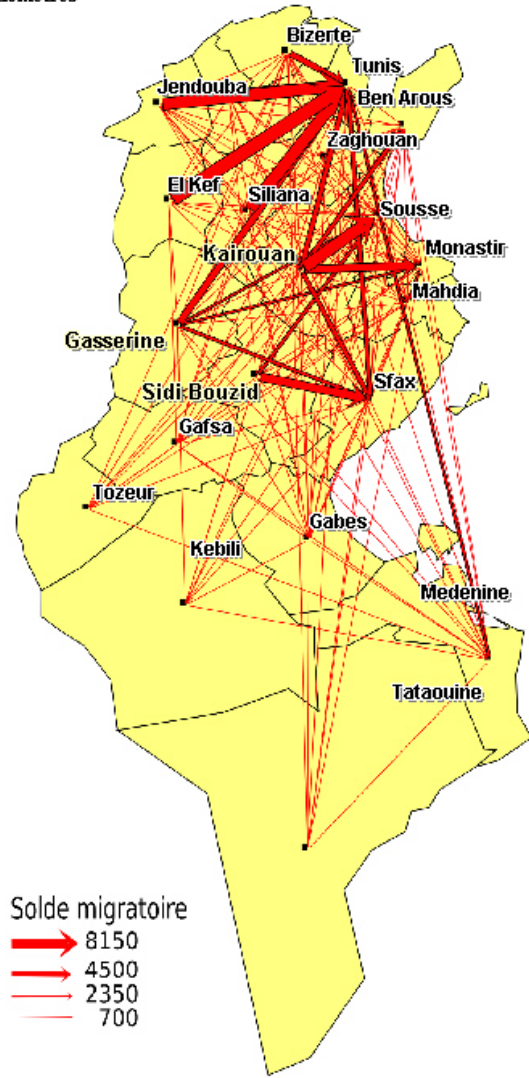 Bizerte
Tunis
Jendouba
Ben Arous
Zaghouan
El Kef
Siliana
Sousse
Kairouan
Monastir
Mahdia
Gasserine
Sidi Bouzid
Sfax
Gafsa
Tozeur
Gabes
Kebili
Medenine
Tataouine
Solde migratoire
8150
4500
2350
700